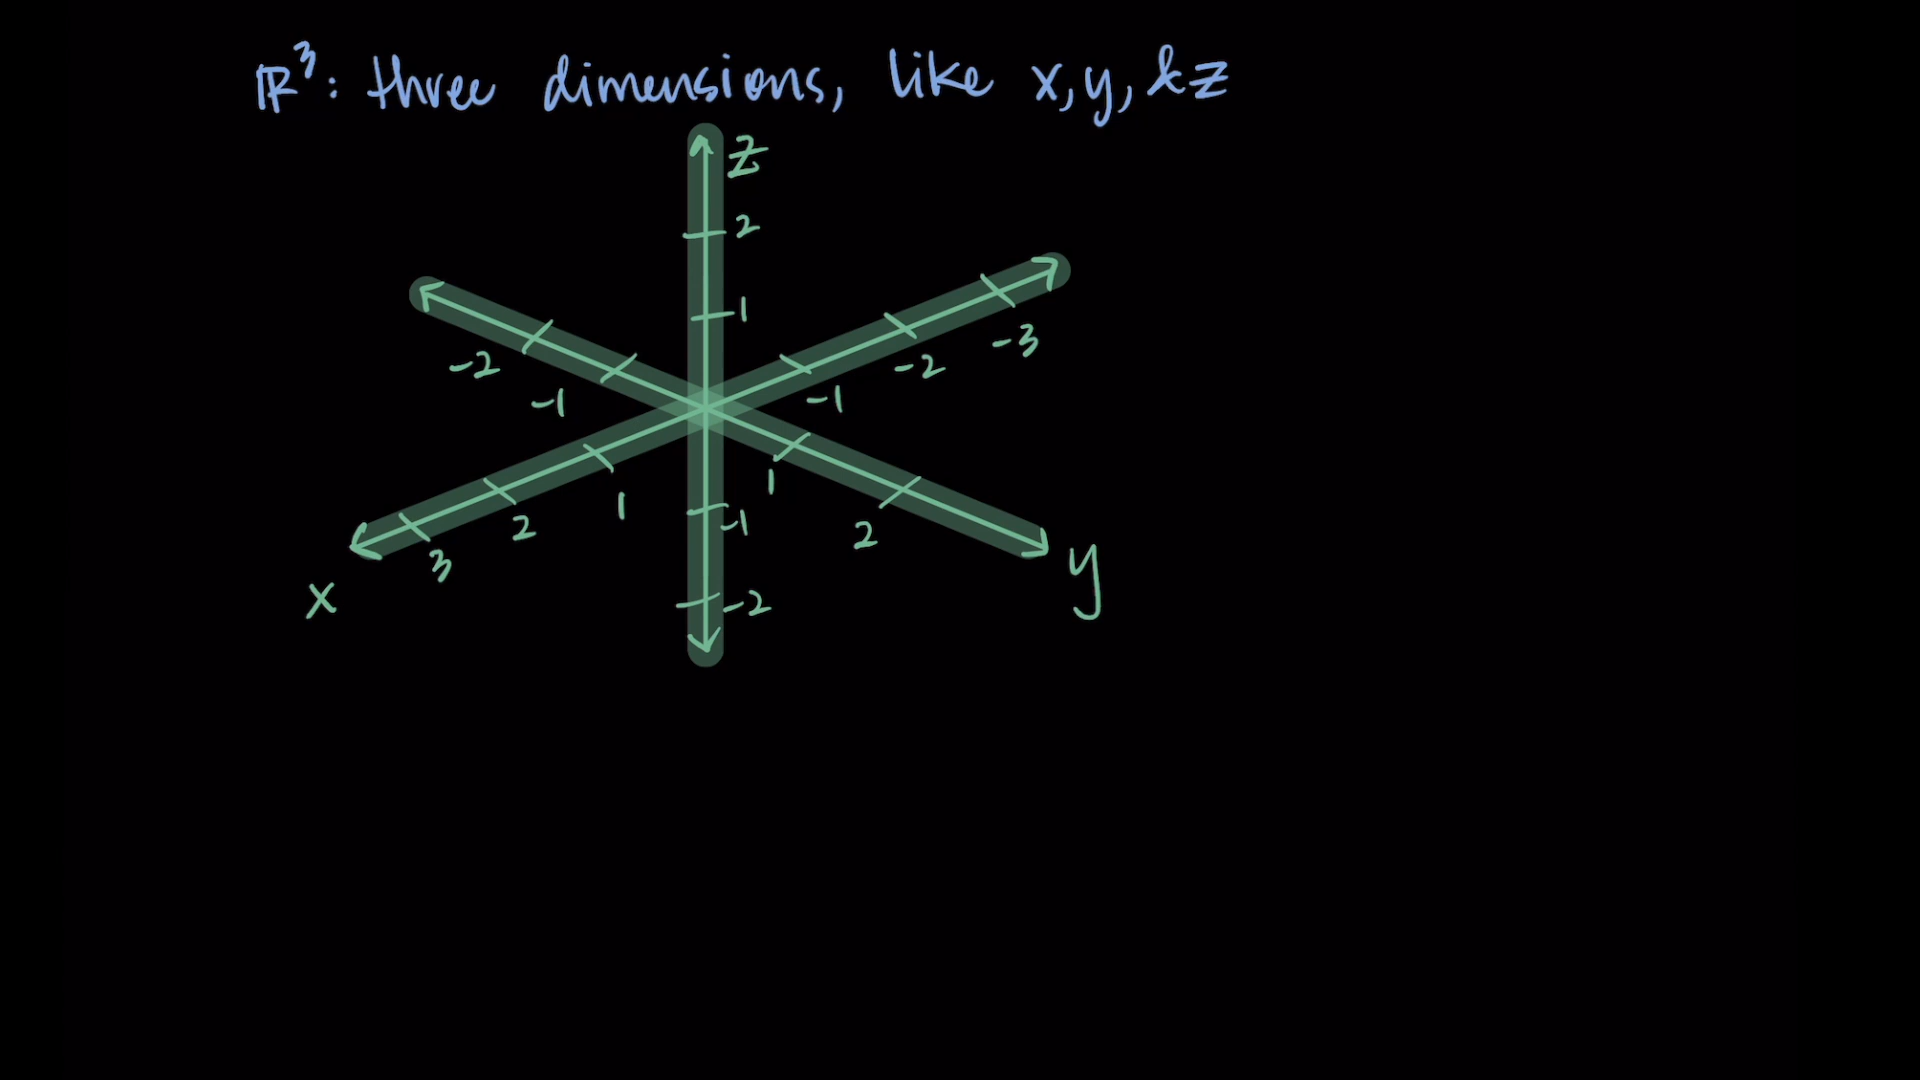 ℝ³: three dimensions, like x, y, & z
z
2
1
-3
-2 -2
-1 -1
1 1
2 -1 2
3 y
x -2